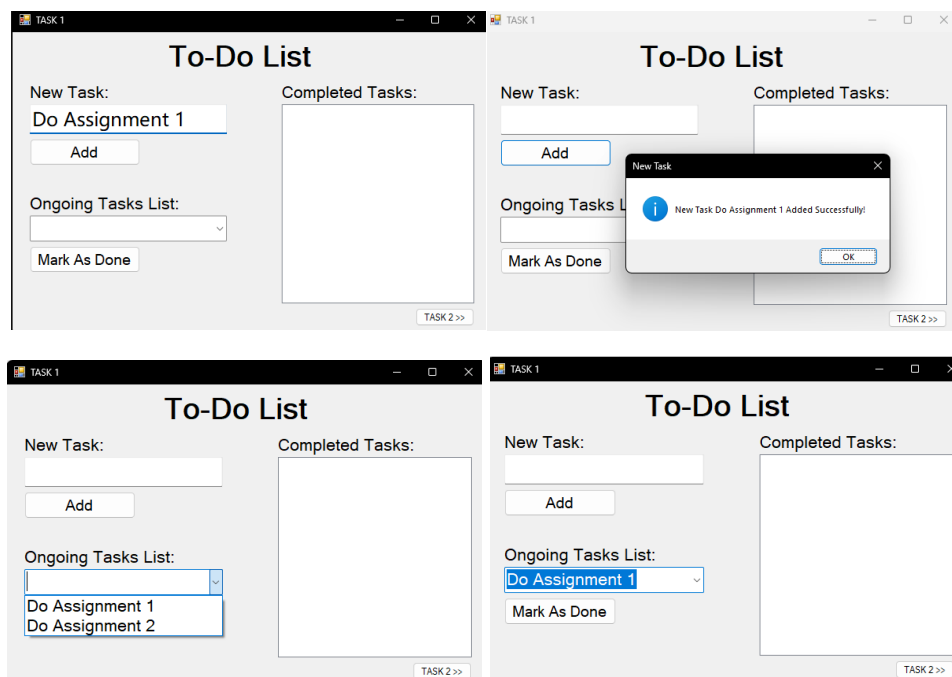 TASK 1
To-Do List
New Task:
Completed Tasks:
Do Assignment 1
Add
Ongoing Tasks List:
Mark As Done
TASK 2 >>
TASK 1
To-Do List
New Task:
Completed Tasks:
Add
New Task
New Task Do Assignment 1 Added Successfully!
OK
Ongoing Tasks L
Mark As Done
TASK 2 >>
TASK 1
To-Do List
New Task:
Completed Tasks:
Add
Ongoing Tasks List:
Do Assignment 1
Do Assignment 2
TASK 2 >>
TASK 1
To-Do List
New Task:
Completed Tasks:
Add
Ongoing Tasks List:
Do Assignment 1
Mark As Done
TASK 2 >>